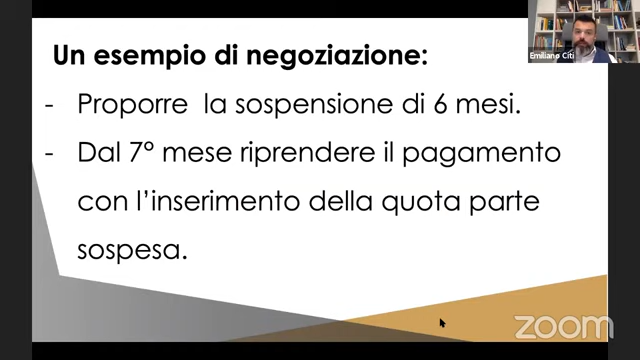 Un esempio di negoziazione:
- Proporre la sospensione di 6 mesi.
- Dal 7° mese riprendere il pagamento
con l'inserimento della quota parte
sospesa.
Emiliano Citi
zoom